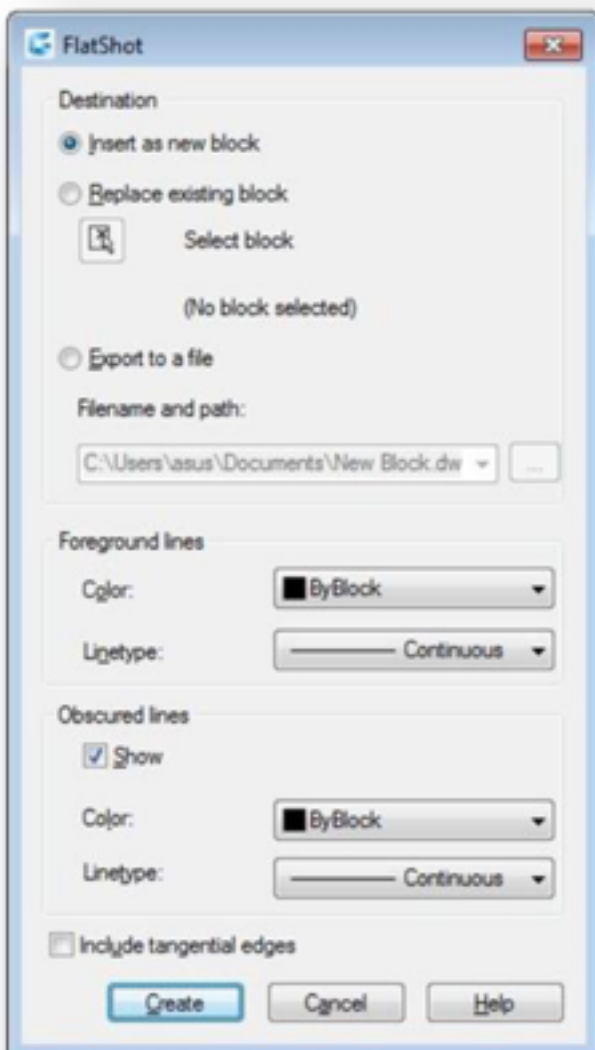 FlatShot
Destination
Insert as new block
Replace existing block
Select block
(No block selected)
Export to a file
Filename and path:
C:\Users\asus\Documents\New Block.dw
...
Foreground lines
Color: ByBlock
Linetype: Continuous
Obscured lines
Show
Color: ByBlock
Linetype: Continuous
Include tangential edges
Create Cancel Help